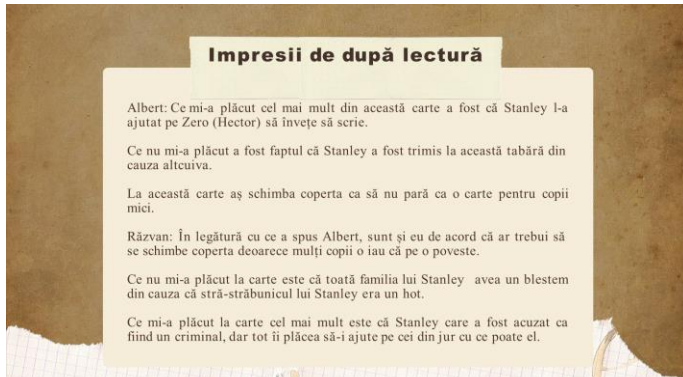 Impresii de după lectură
Albert: Ce mi-a plăcut cel mai mult din această carte a fost că Stanley l-a
ajutat pe Zero (Hector) să învețe să scrie.
Ce nu mi-a plăcut a fost faptul că Stanley a fost trimis la această tabără din
cauza altcuiva.
La această carte aș schimba coperta ca să nu pară ca o carte pentru copii
mici.
Răzvan: În legătură cu ce a spus Albert, sunt și eu de acord că ar trebui să
se schimbe coperta deoarece mulți copii o iau că pe o poveste.
Ce nu mi-a plăcut la carte este că toată familia lui Stanley avea un blestem
din cauza că stră-străbunicul lui Stanley era un hot.
Ce mi-a plăcut la carte cel mai mult este că Stanley care a fost acuzat ca
fiind un criminal, dar tot îi plăcea să-i ajute pe cei din jur cu ce poate el.